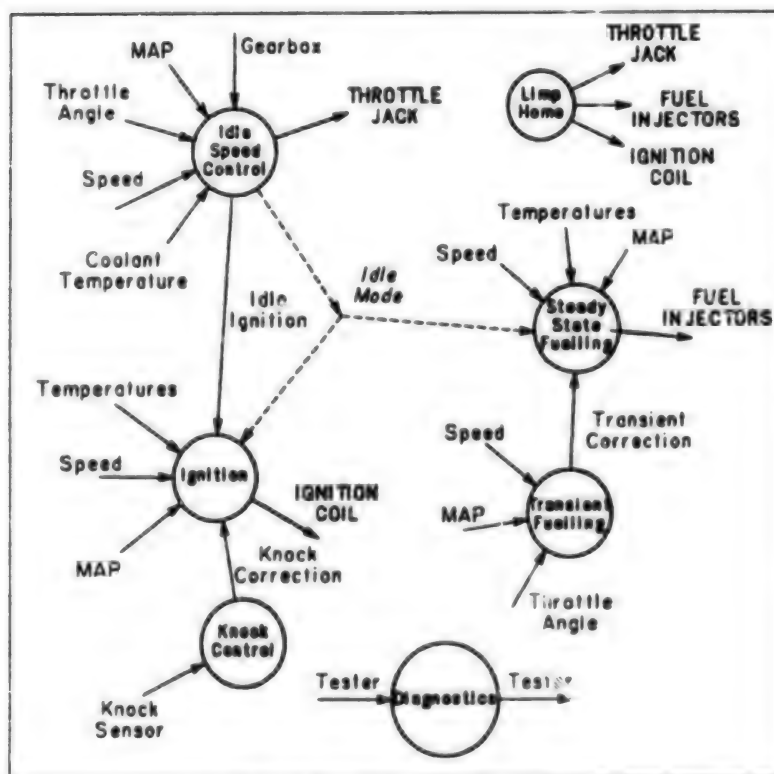 Gearbox
MAP
Throttle
Angle
Idle
Speed
Control
THROTTLE
JACK
Speed
Coolant
Temperature
THROTTLE
JACK
Limp
Home
FUEL
INJECTORS
IGNITION
COIL
Temperatures
MAP
Speed
Steady
State
Fuelling
FUEL
INJECTORS
Idle
Mode
Idle
Ignition
Temperatures
Speed
Ignition
MAP
IGNITION
COIL
Knock
Correction
Knock
Control
Knock
Sensor
Transient
Correction
Speed
MAP
Transient
Fuelling
Throttle
Angle
Tester
Diagnostics
Tester